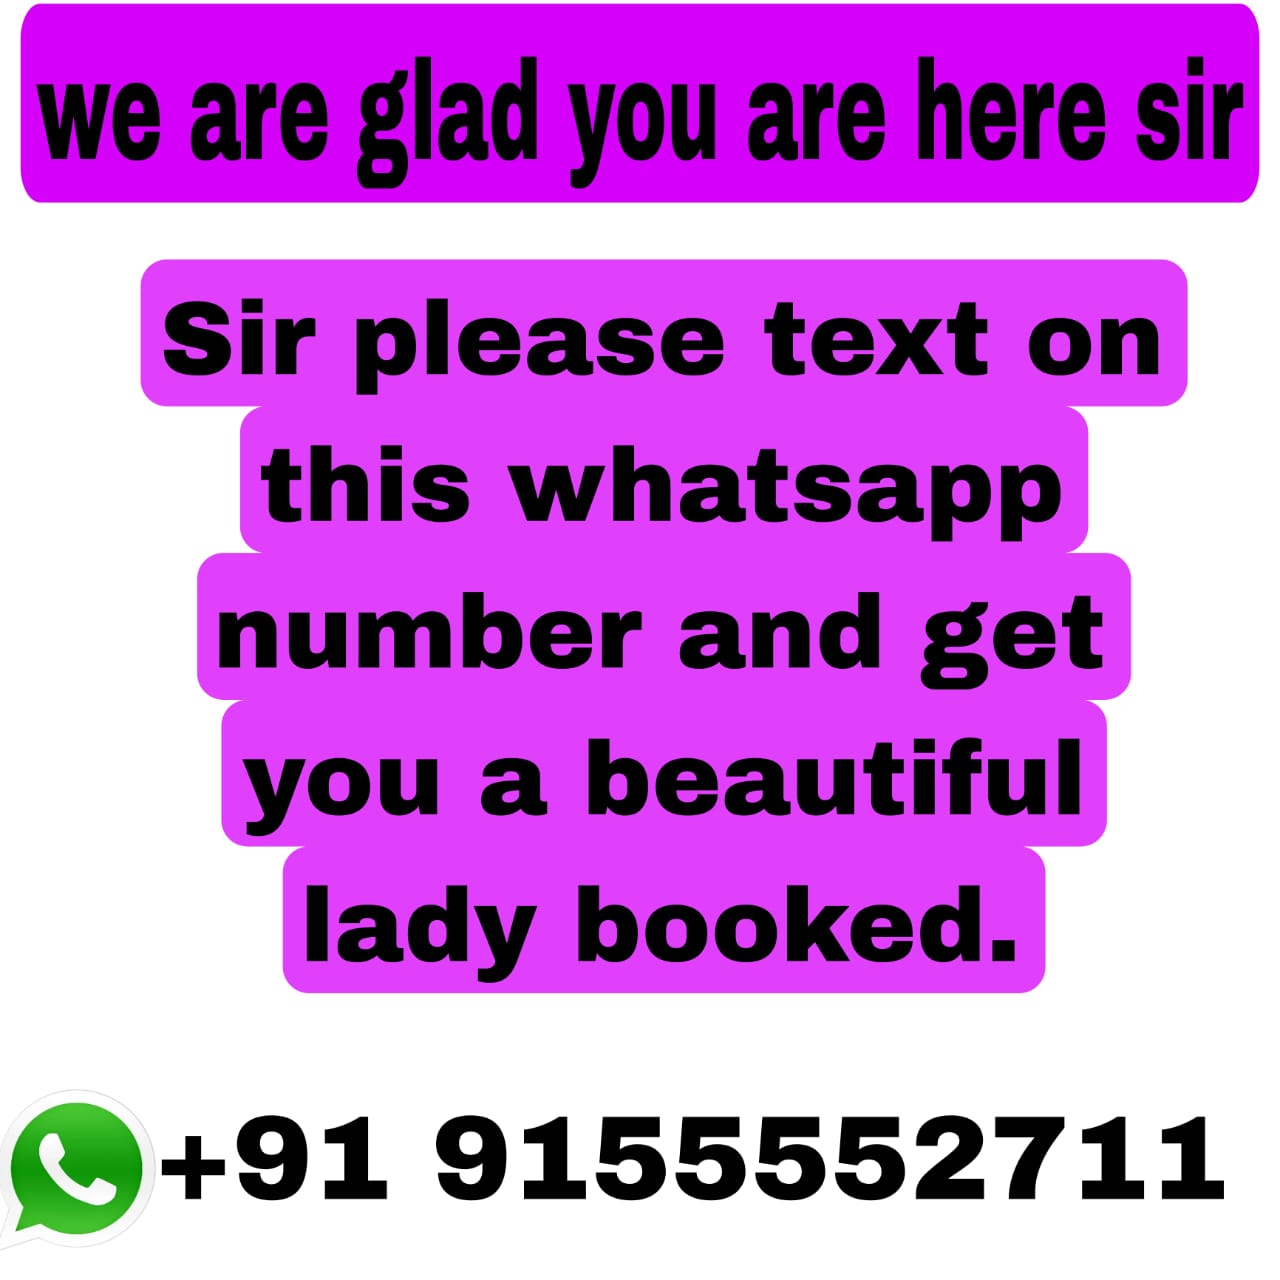 we are glad you are here sir
Sir please text on
this whatsapp
number and get
you a beautiful
lady booked.
+91 9155552711